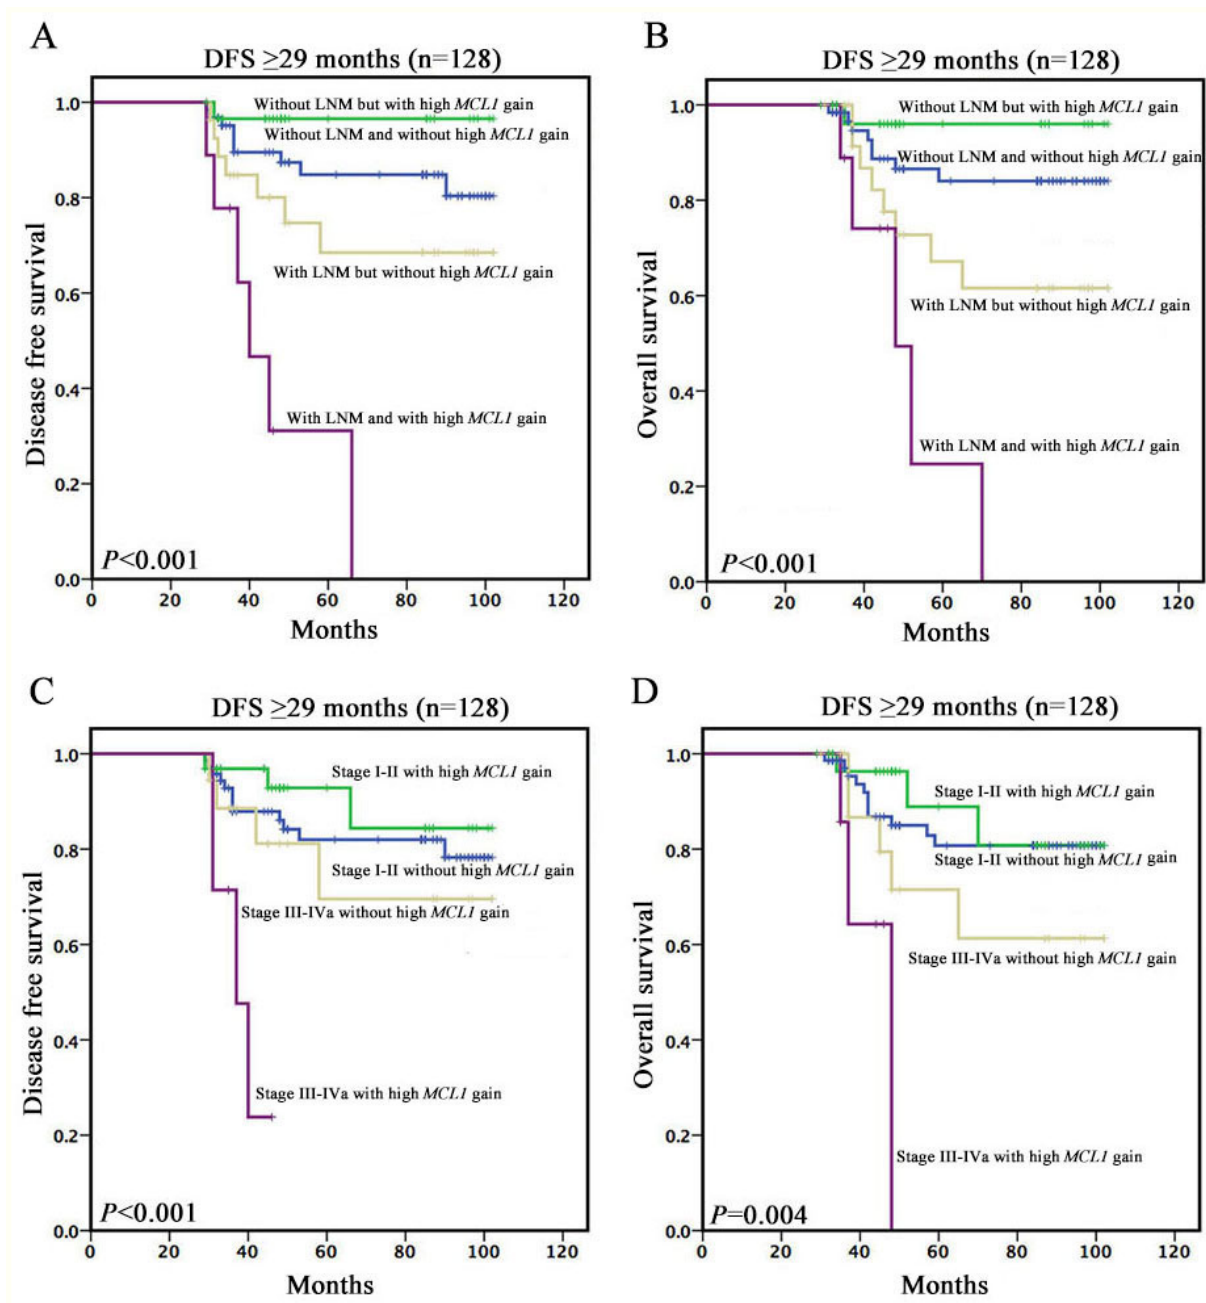 A
DFS ≥29 months (n=128)
Disease free survival
1.0
0.8
0.6
0.4
0.2
0.0
Without LNM but with high MCL1 gain
Without LNM and without high MCL1 gain
With LNM but without high MCL1 gain
With LNM and with high MCL1 gain
P<0.001
0 20 40 60 80 100 120
Months
B
DFS ≥29 months (n=128)
Overall survival
1.0
0.8
0.6
0.4
0.2
0.0
Without LNM but with high MCL1 gain
Without LNM and without high MCL1 gain
With LNM but without high MCL1 gain
With LNM and with high MCL1 gain
P<0.001
0 20 40 60 80 100 120
Months
C
DFS ≥29 months (n=128)
Disease free survival
1.0
0.8
0.6
0.4
0.2
0.0
Stage I-II with high MCL1 gain
Stage I-II without high MCL1 gain
Stage III-IVa without high MCL1 gain
Stage III-IVa with high MCL1 gain
P<0.001
0 20 40 60 80 100 120
Months
D
DFS ≥29 months (n=128)
Overall survival
1.0
0.8
0.6
0.4
0.2
0.0
Stage I-II with high MCL1 gain
Stage I-II without high MCL1 gain
Stage III-IVa without high MCL1 gain
Stage III-IVa with high MCL1 gain
P=0.004
0 20 40 60 80 100 120
Months